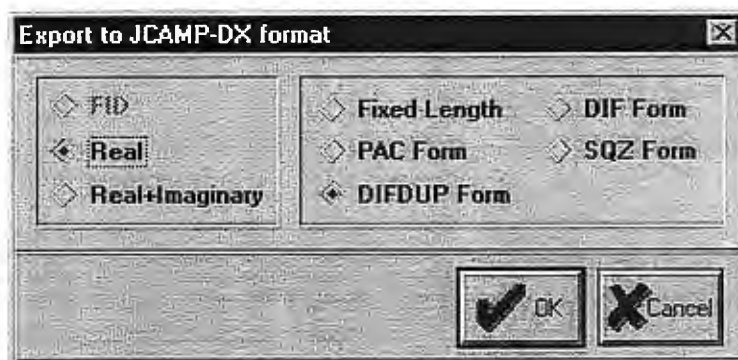 Export to JCAMP-DX format
FID
Real
Real+Imaginary
Fixed Length
DIF Form
PAC Form
SQZ Form
DIFDUP Form
OK
Cancel